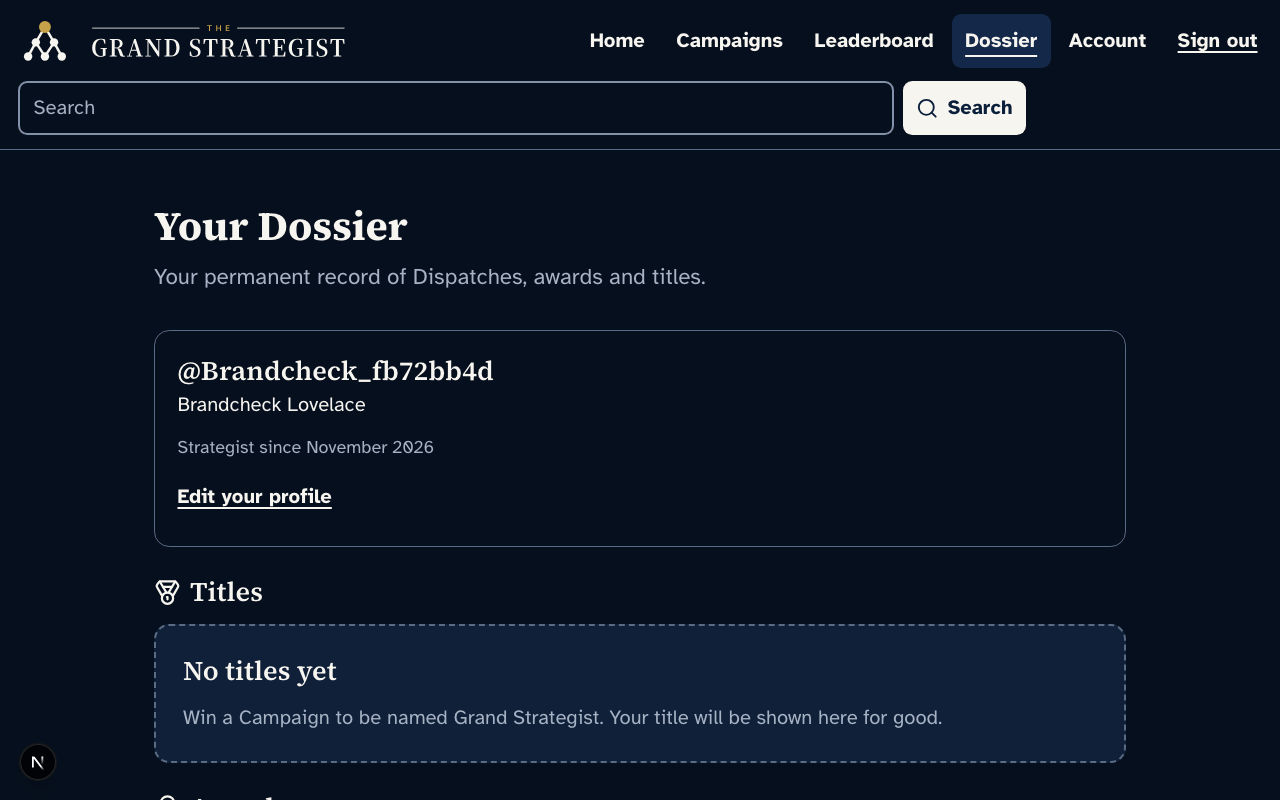 THE
GRAND STRATEGIST
Home Campaigns Leaderboard Dossier Account Sign out
Search Search
Your Dossier
Your permanent record of Dispatches, awards and titles.
@Brandcheck_fb72bb4d
Brandcheck Lovelace
Strategist since November 2026
Edit your profile
Titles
No titles yet
Win a Campaign to be named Grand Strategist. Your title will be shown here for good.
N